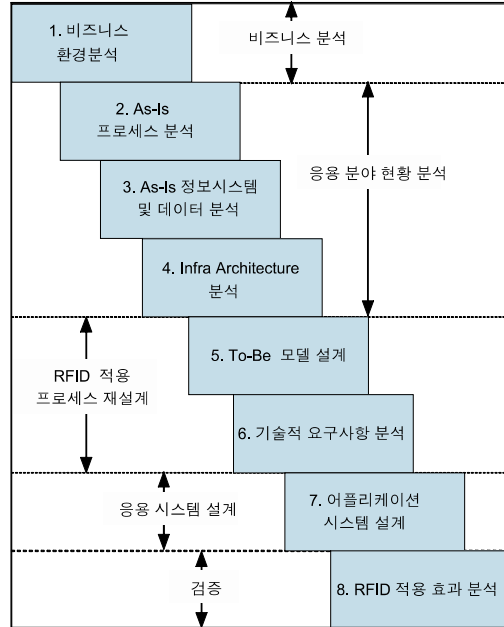 1. 비즈니스
환경분석
비즈니스 분석
2. As-Is
프로세스 분석
3. As-Is 정보시스템
및 데이터 분석
응용 분야 현황 분석
4. Infra Architecture
분석
5. To-Be 모델 설계
RFID 적용
프로세스 재설계
6. 기술적 요구사항 분석
7. 어플리케이션
시스템 설계
응용 시스템 설계
8. RFID 적용 효과 분석
검증